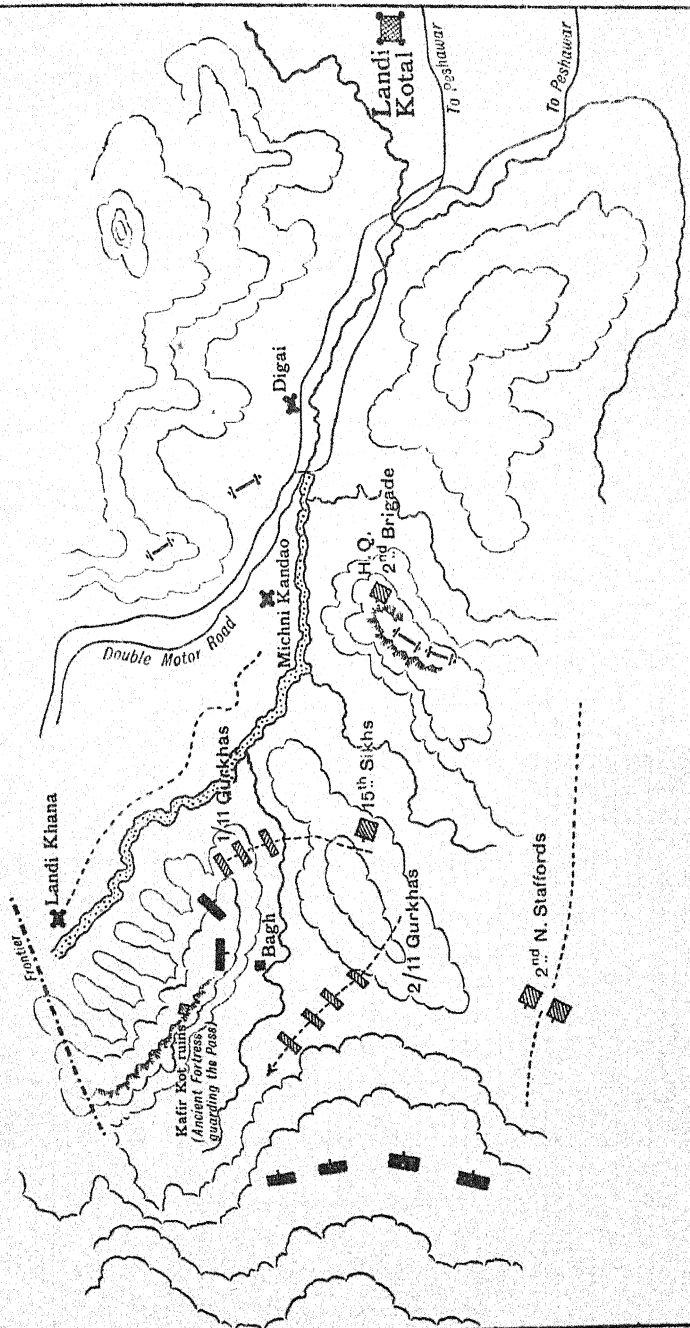 Landi
Kotal
To Peshawar
To Peshawar
Digai
H. Q.
2nd Brigade
Michni Kandao
Double Motor Road
Landi Khana
1/11 Gurkhas
15th Sikhs
Frontier
Bagh
2/11 Gurkhas
2nd N. Staffords
Kafir Kot ruins
(Ancient Fortress
guarding the Pass)